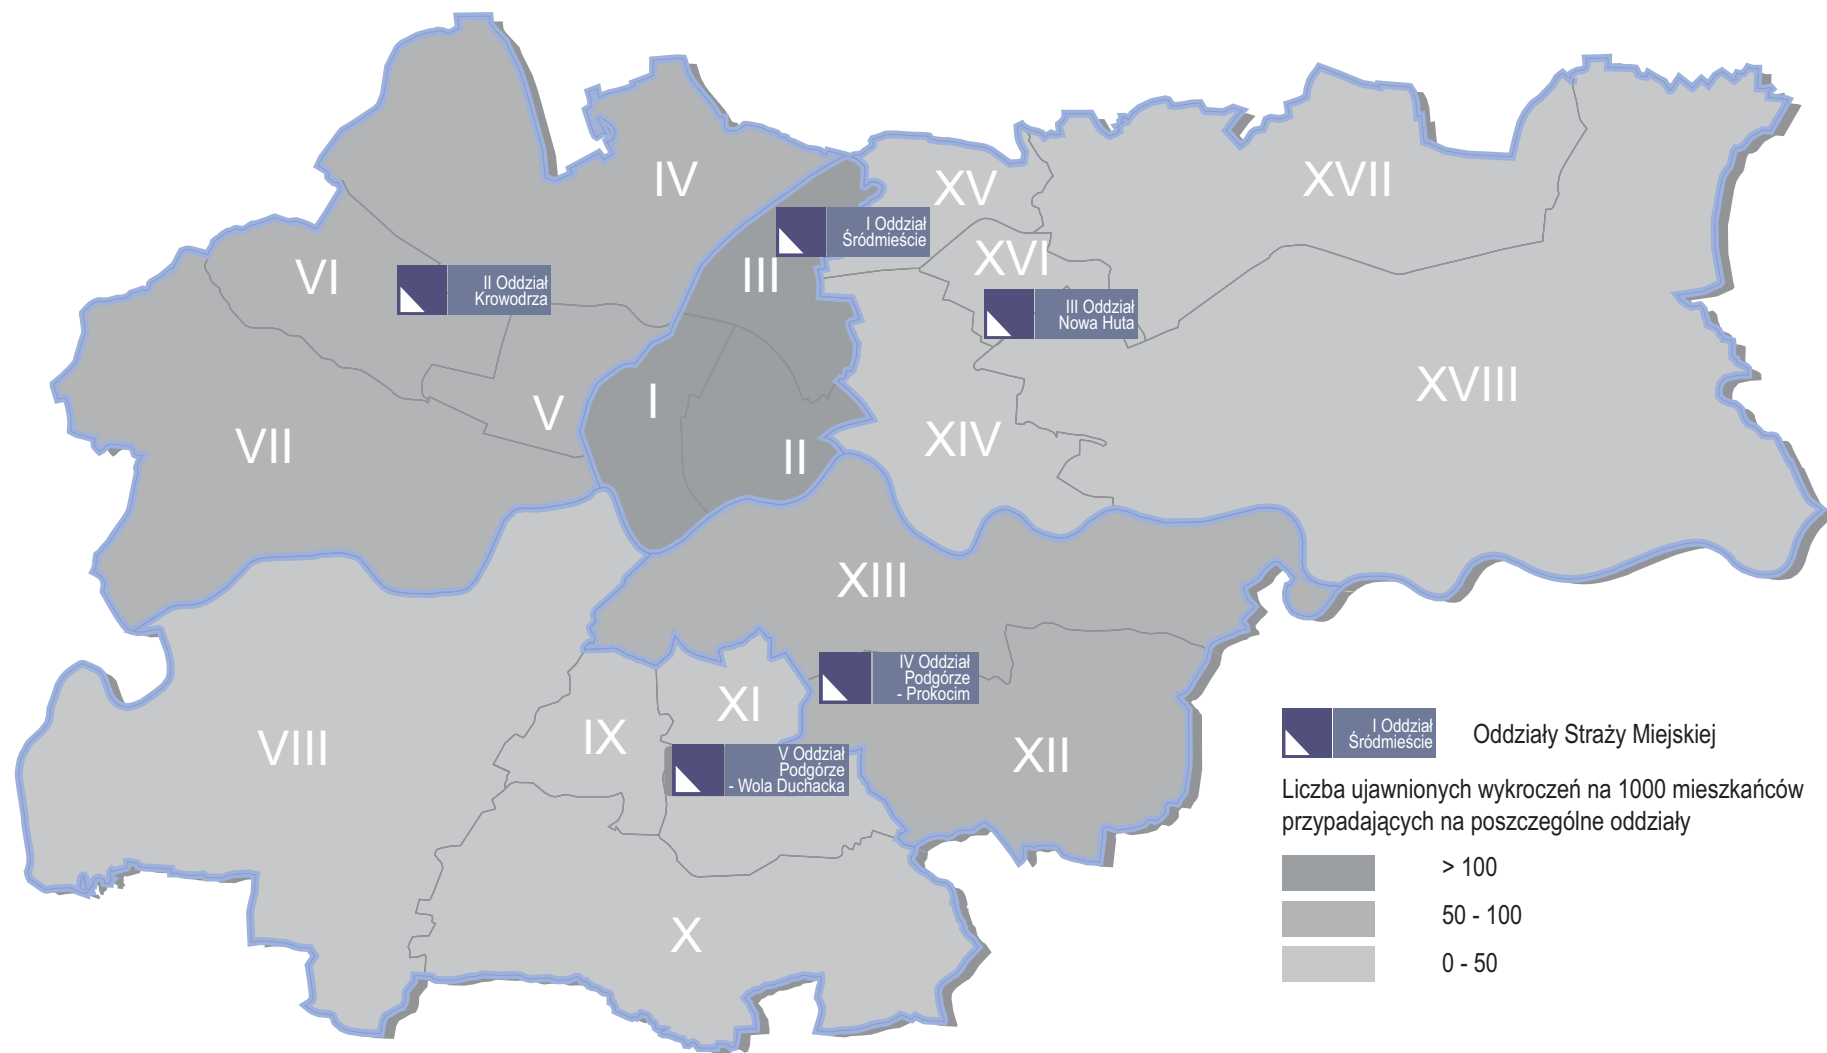 IV
XV
XVII
I Oddział
Śródmieście
XVI
VI
III
II Oddział
Krowodrza
III Oddział
Nowa Huta
XVIII
I
V
VII
XIV
II
XIII
IV Oddział
Podgórze
- Prokocim
XI
IX
VIII
XII
V Oddział
Podgórze
- Wola Duchacka
X
I Oddział
Śródmieście
Oddziały Straży Miejskiej
Liczba ujawnionych wykroczeń na 1000 mieszkańców
przypadających na poszczególne oddziały
> 100
50 - 100
0 - 50